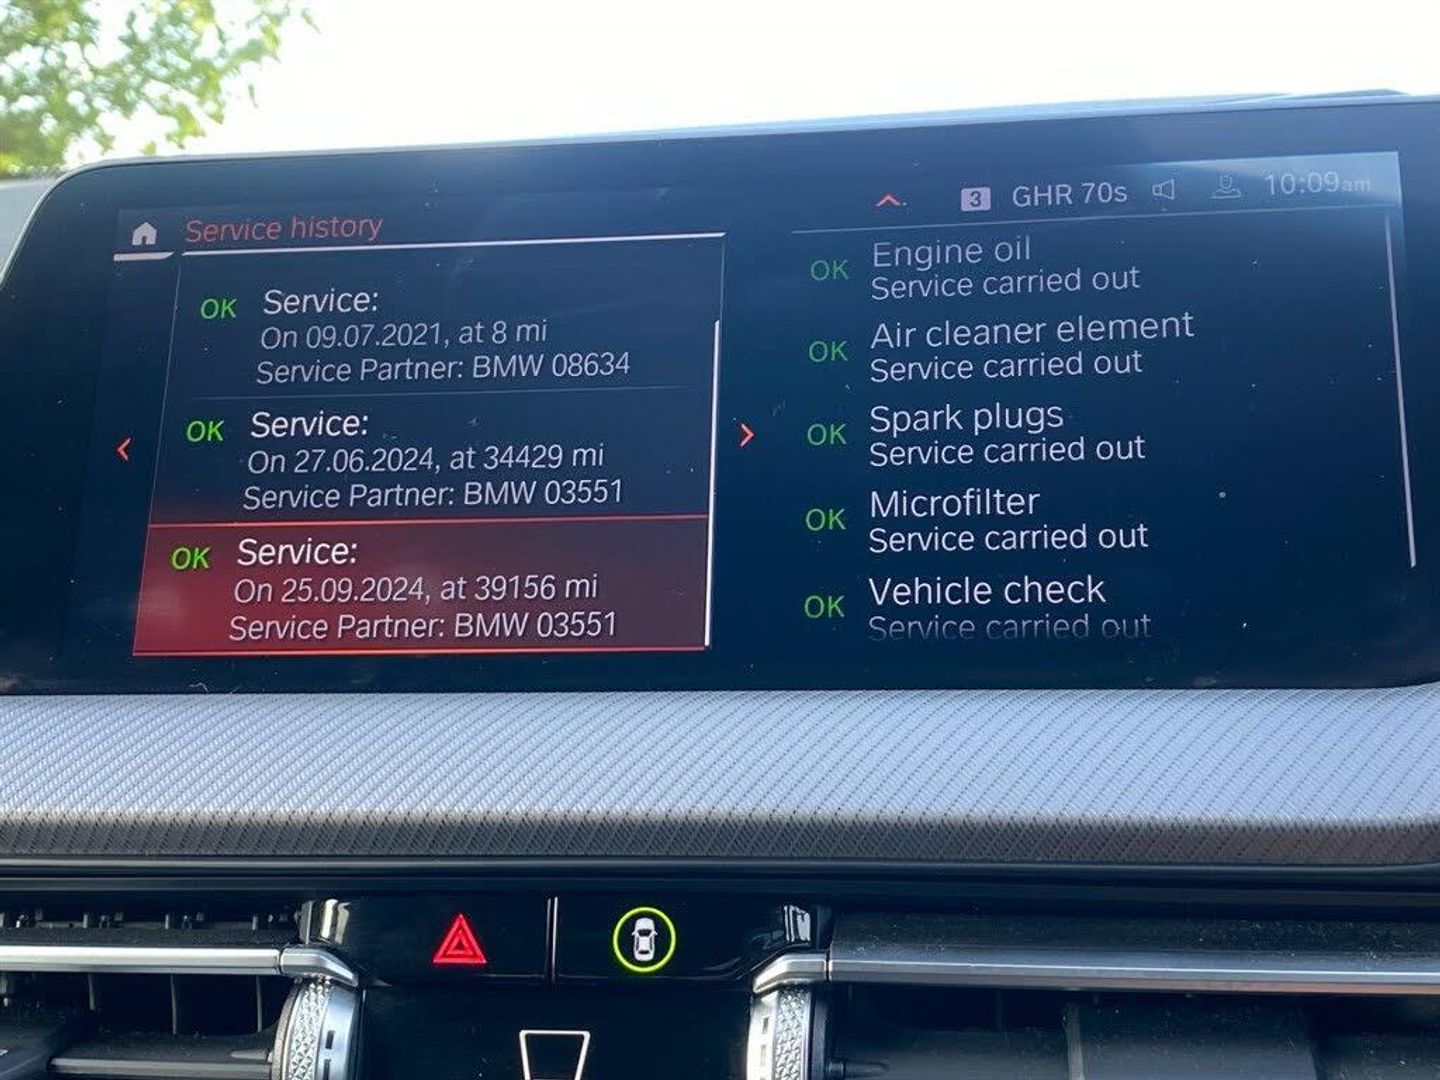 Service history
3 GHR 70s 10:09am
OK Service:
On 09.07.2021, at 8 mi
Service Partner: BMW 08634
OK Service:
On 27.06.2024, at 34429 mi
Service Partner: BMW 03551
OK Service:
On 25.09.2024, at 39156 mi
Service Partner: BMW 03551
OK Engine oil
Service carried out
OK Air cleaner element
Service carried out
OK Spark plugs
Service carried out
OK Microfilter
Service carried out
OK Vehicle check
Service carried out